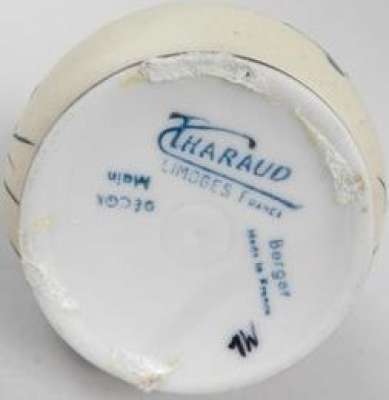 THARAUD
LIMOGES FRANCE
DECOR
Main
Berger
Made in France